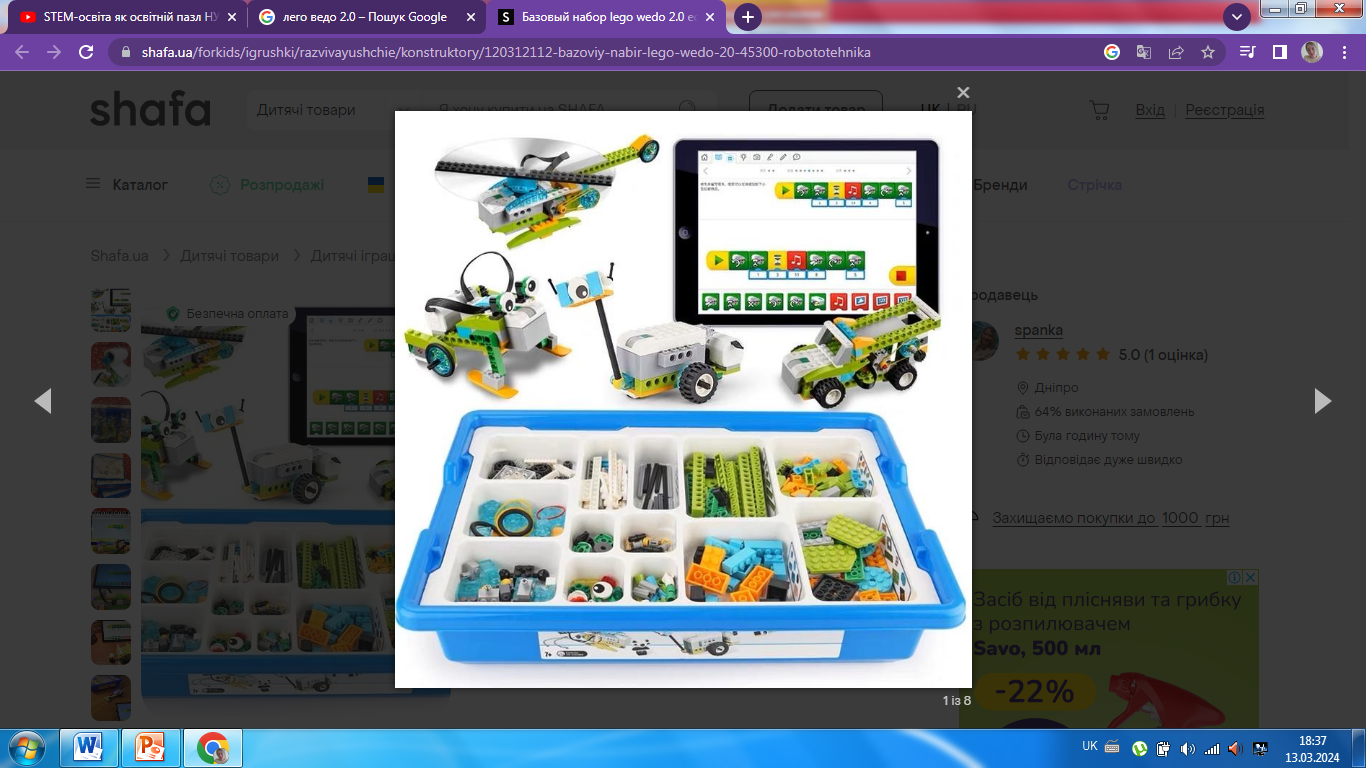 STEM-освіта як освітній пазл НУ
лего ведо 2.0 – Пошук Google
Базовый набор lego wedo 2.0 е
shafa.ua/forkids/igrushki/razvivayushchie/konstruktory/120312112-bazoviy-nabir-lego-wedo-20-45300-robototehnika
shafa
Дитячі товари
Я хочу купити на SHAFA
Додати товар
UK | RU
Вхід
Реєстрація
Каталог
Розпродажі
Бренди
Стрічка
Shafa.ua
Дитячі товари
Дитячі іграш
Безпечна оплата
7+
spanka
5.0 (1 оцінка)
Дніпро
64% виконаних замовлень
Була годину тому
Відповідає дуже швидко
Захищаємо покупки до 1000 грн
Засіб від плісняви та грибку
з розпилювачем
Savo, 500 мл
-22%
1 із 8
UK
18:37
13.03.2024